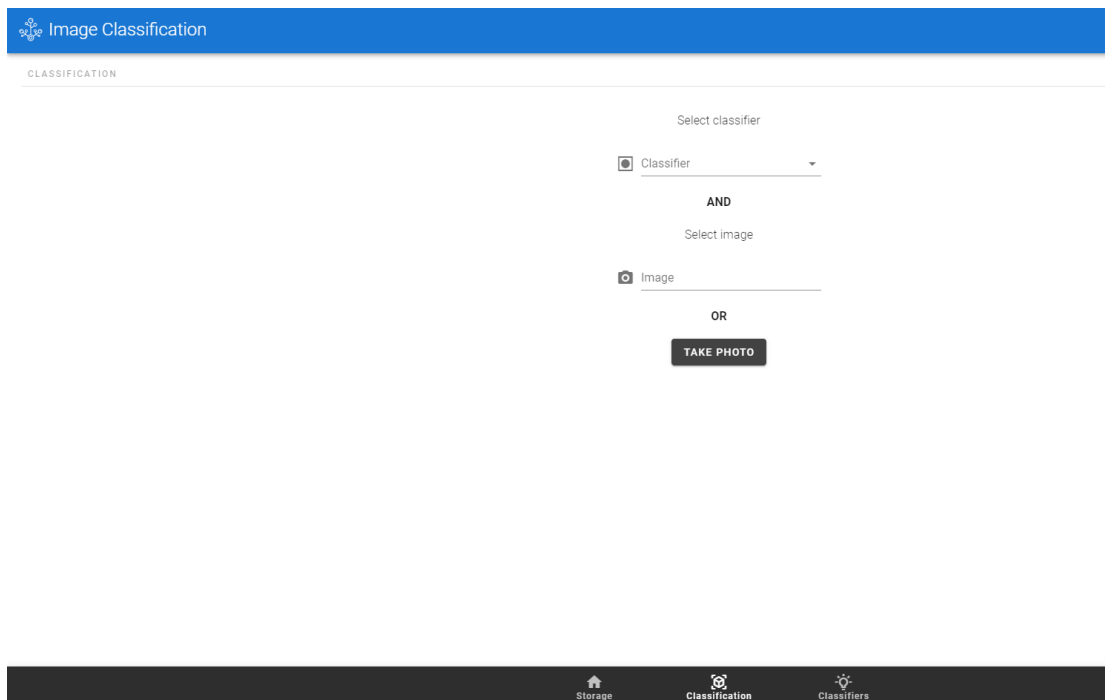 Image Classification
CLASSIFICATION
Select classifier
Classifier
AND
Select image
Image
OR
TAKE PHOTO
Storage Classification Classifiers